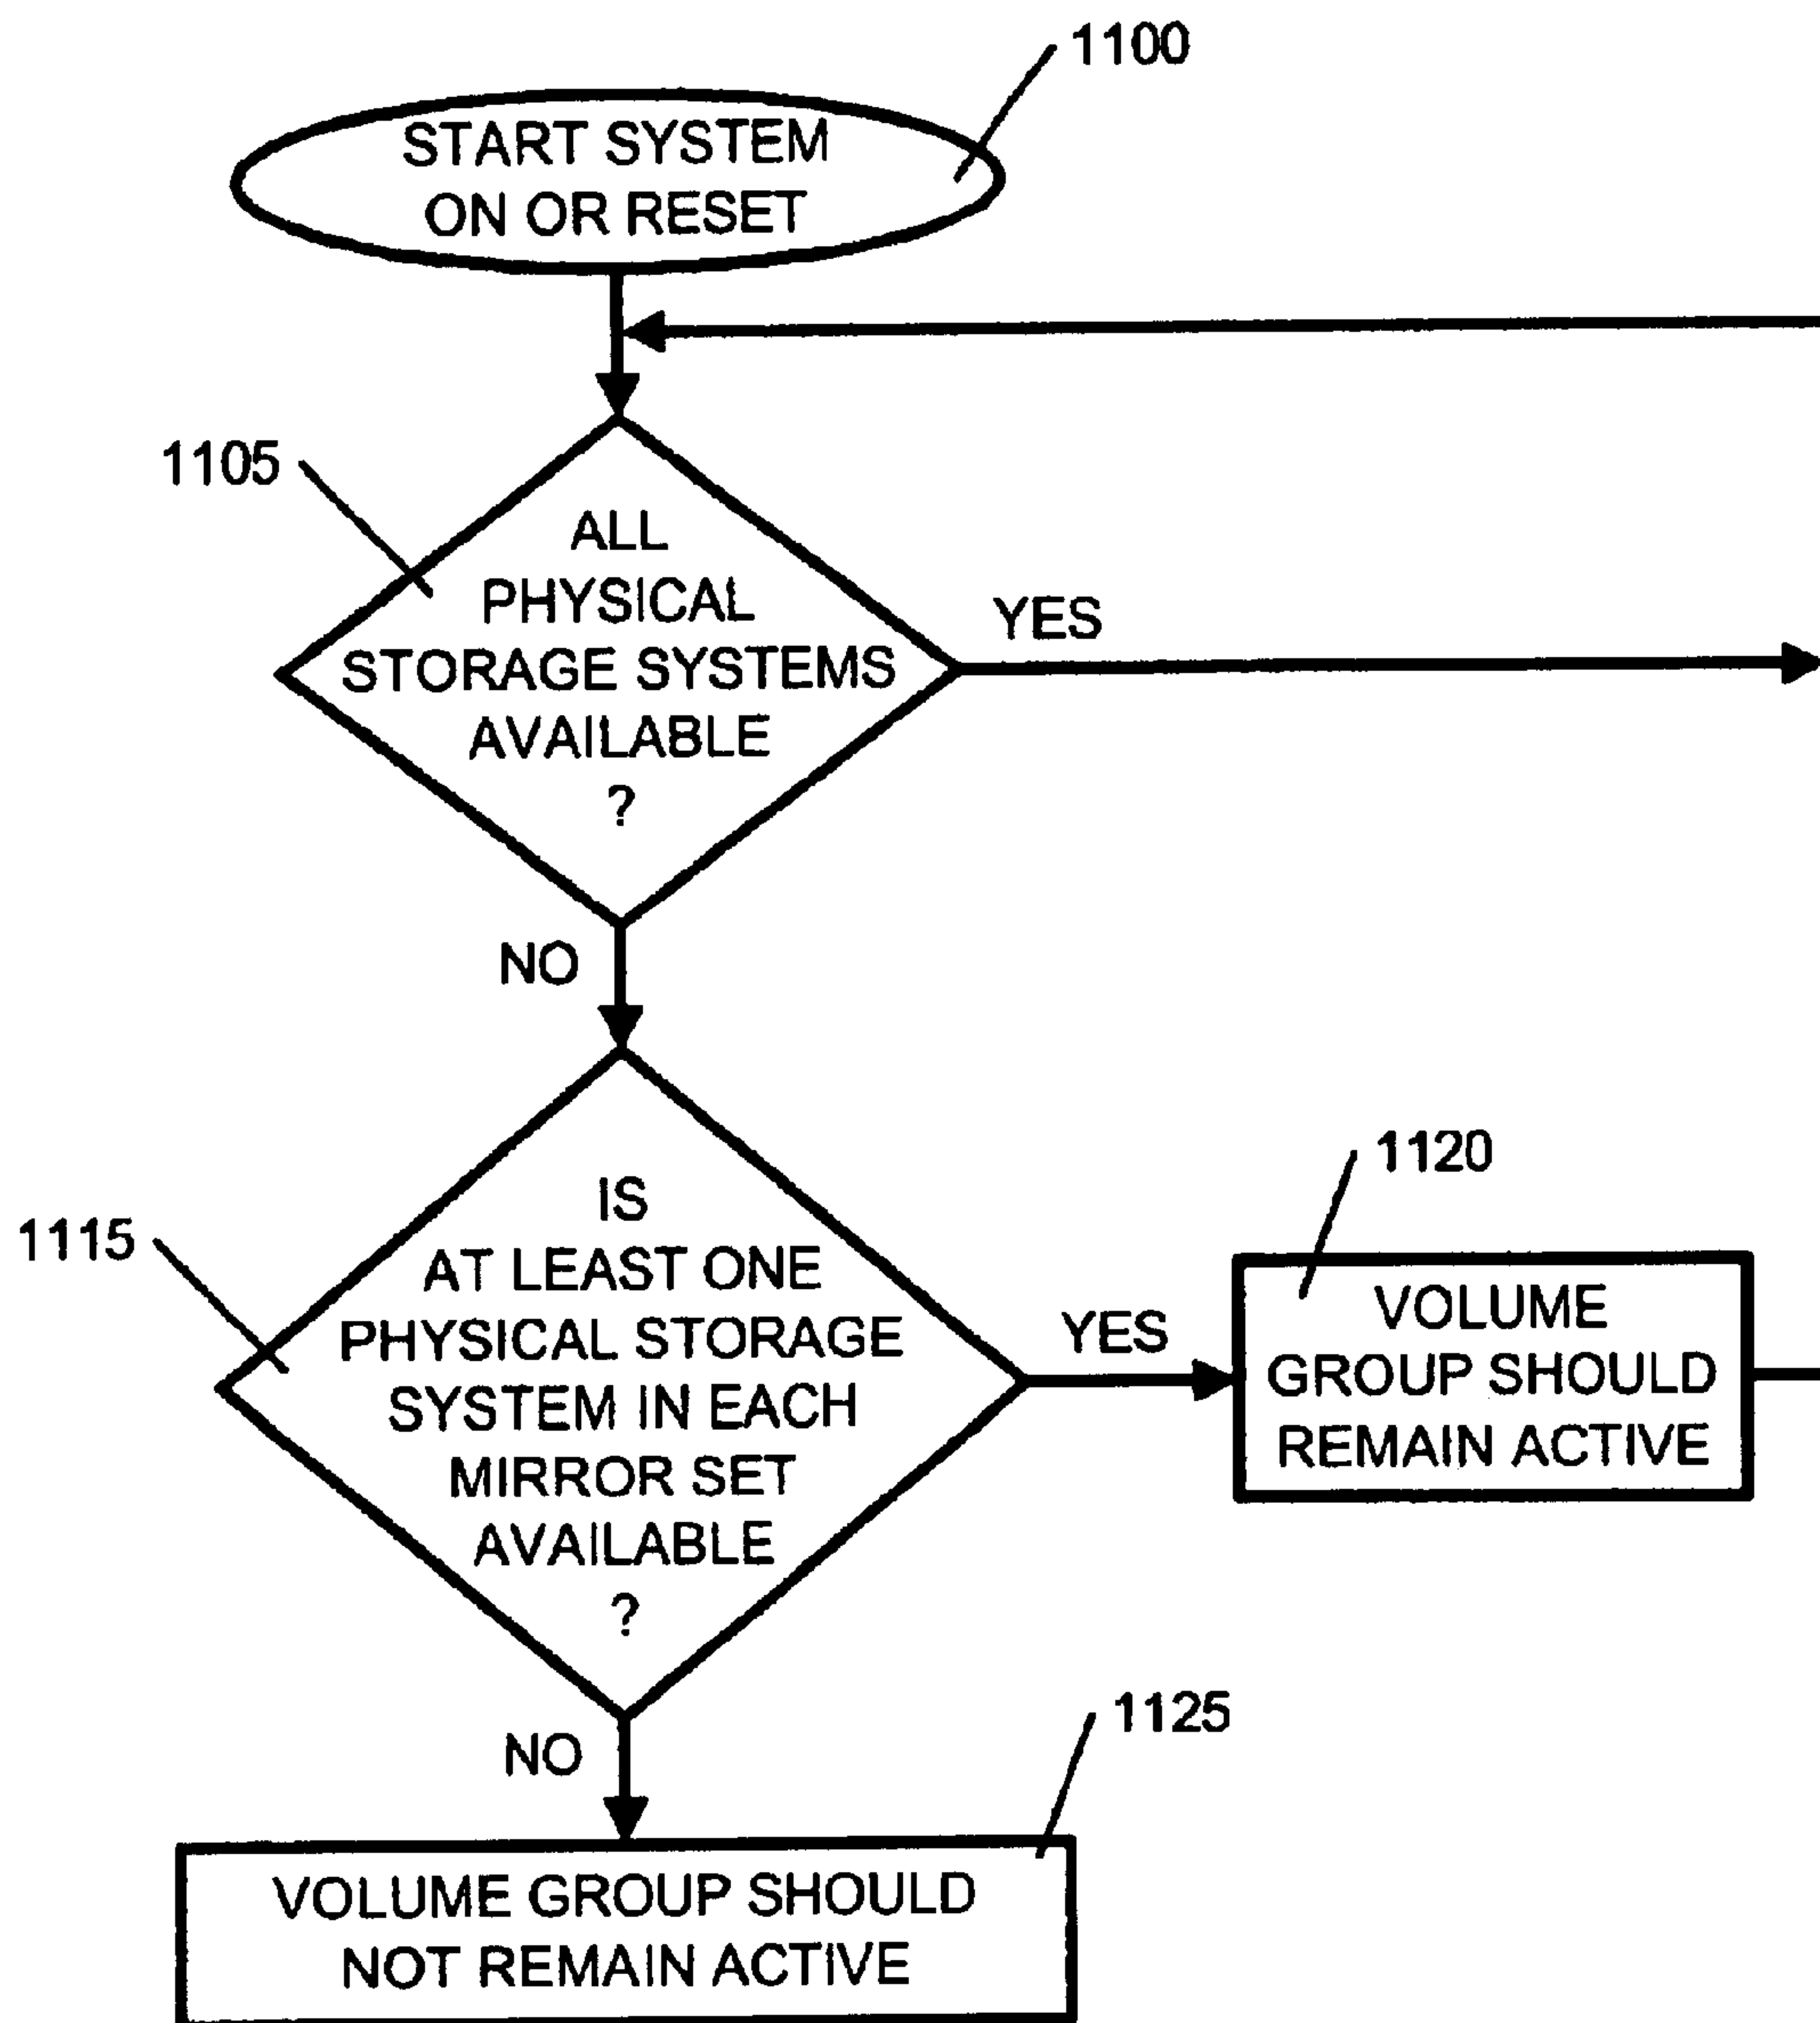 1100
START SYSTEM
ON OR RESET
1105
ALL
PHYSICAL
STORAGE SYSTEMS
AVAILABLE
?
YES
NO
1115
IS
AT LEAST ONE
PHYSICAL STORAGE
SYSTEM IN EACH
MIRROR SET
AVAILABLE
?
YES
1120
VOLUME
GROUP SHOULD
REMAIN ACTIVE
NO
1125
VOLUME GROUP SHOULD
NOT REMAIN ACTIVE